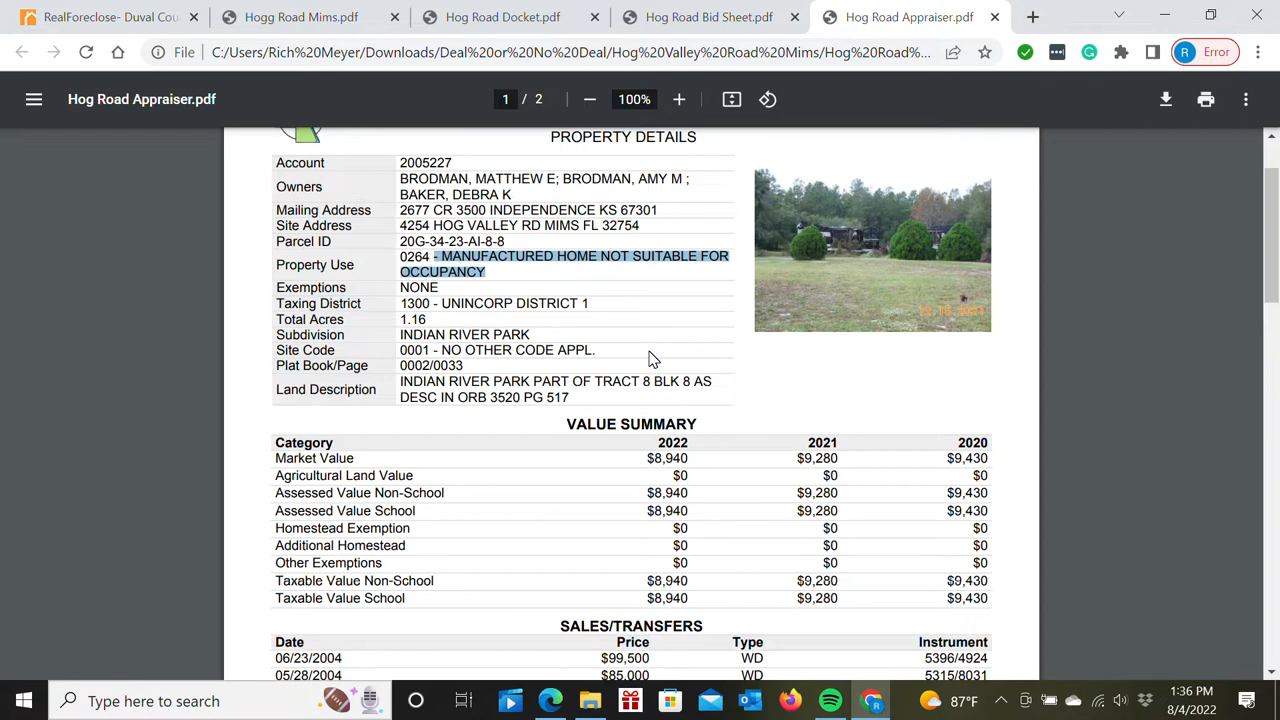 RealForeclose- Duval Cou
Hogg Road Mims.pdf
Hog Road Docket.pdf
Hog Road Bid Sheet.pdf
Hog Road Appraiser.pdf
File C:/Users/Rich%20Meyer/Downloads/Deal%20or%20No%20Deal/Hog%20Valley%20Road%20Mims/Hog%20Road%... R Error
Hog Road Appraiser.pdf 1 / 2 100%
PROPERTY DETAILS
Account 2005227
Owners BRODMAN, MATTHEW E; BRODMAN, AMY M ;
BAKER, DEBRA K
Mailing Address 2677 CR 3500 INDEPENDENCE KS 67301
Site Address 4254 HOG VALLEY RD MIMS FL 32754
Parcel ID 20G-34-23-AI-8-8
Property Use 0264 - MANUFACTURED HOME NOT SUITABLE FOR
OCCUPANCY
Exemptions NONE
Taxing District 1300 - UNINCORP DISTRICT 1
Total Acres 1.16
Subdivision INDIAN RIVER PARK
Site Code 0001 - NO OTHER CODE APPL.
Plat Book/Page 0002/0033
Land Description INDIAN RIVER PARK PART OF TRACT 8 BLK 8 AS
DESC IN ORB 3520 PG 517
VALUE SUMMARY
Category 2022 2021 2020
Market Value $8,940 $9,280 $9,430
Agricultural Land Value $0 $0 $0
Assessed Value Non-School $8,940 $9,280 $9,430
Assessed Value School $8,940 $9,280 $9,430
Homestead Exemption $0 $0 $0
Additional Homestead $0 $0 $0
Other Exemptions $0 $0 $0
Taxable Value Non-School $8,940 $9,280 $9,430
Taxable Value School $8,940 $9,280 $9,430
SALES/TRANSFERS
Date Price Type Instrument
06/23/2004 $99,500 WD 5396/4924
05/28/2004 $85,000 WD 5315/8031
Type here to search
87°F
1:36 PM
8/4/2022